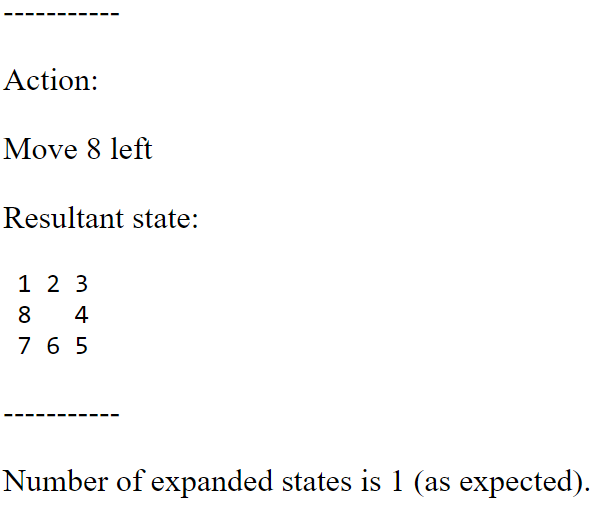 -----------
Action:
Move 8 left
Resultant state:
1 2 3
8   4
7 6 5
-----------
Number of expanded states is 1 (as expected).